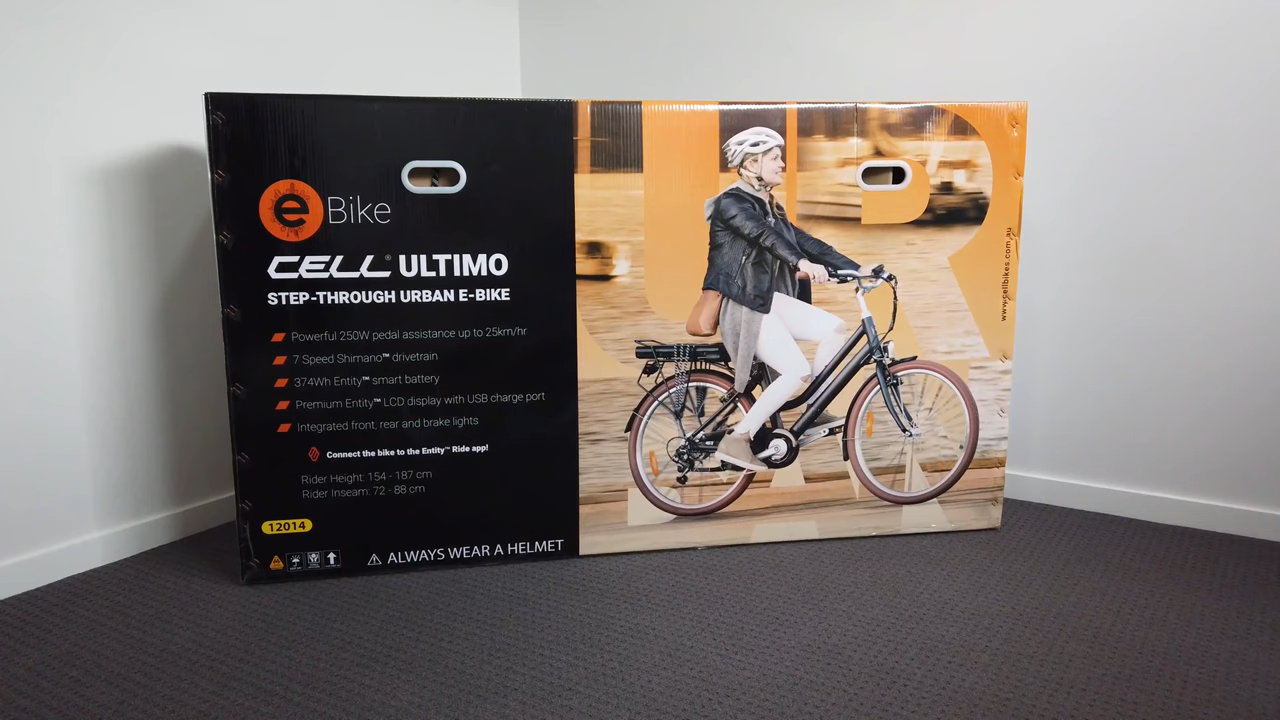 e Bike
CELL® ULTIMO
STEP-THROUGH URBAN E-BIKE
Powerful 250W pedal assistance up to 25km/hr
7 Speed Shimano™ drivetrain
374Wh Entity™ smart battery
Premium Entity™ LCD display with USB charge port
Integrated front, rear and brake lights
Connect the bike to the Entity™ Ride app!
Rider Height: 154 - 187 cm
Rider Inseam: 72 - 88 cm
12014
ALWAYS WEAR A HELMET
UR
www.cellbikes.com.au